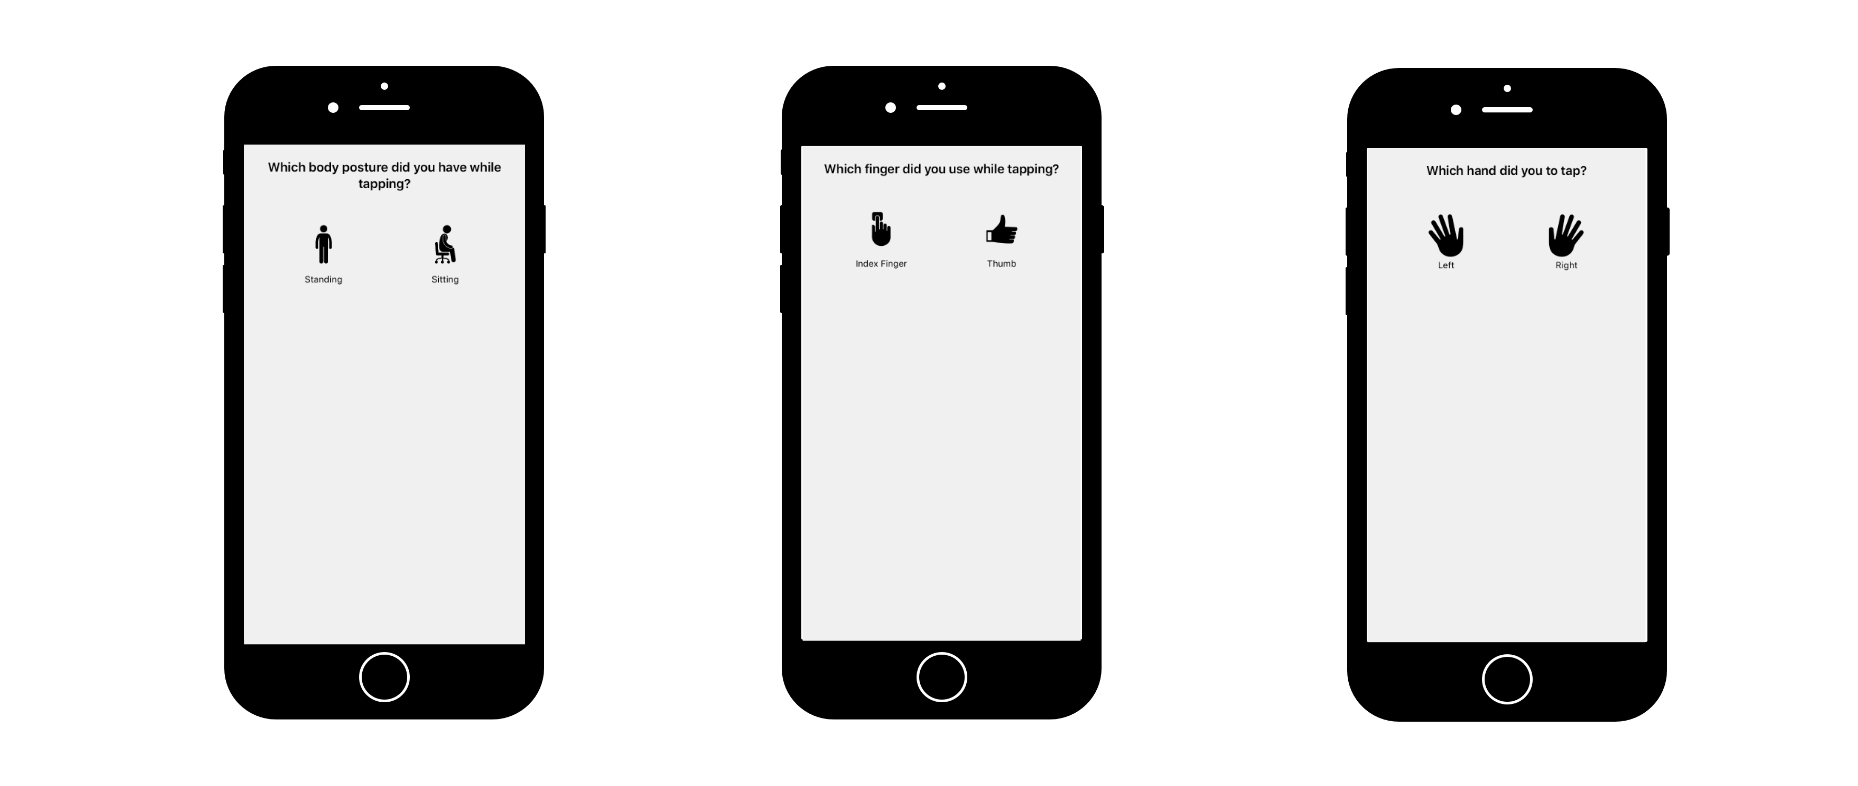 Which body posture did you have while
tapping?
Standing
Sitting
Which finger did you use while tapping?
Index Finger
Thumb
Which hand did you to tap?
Left
Right